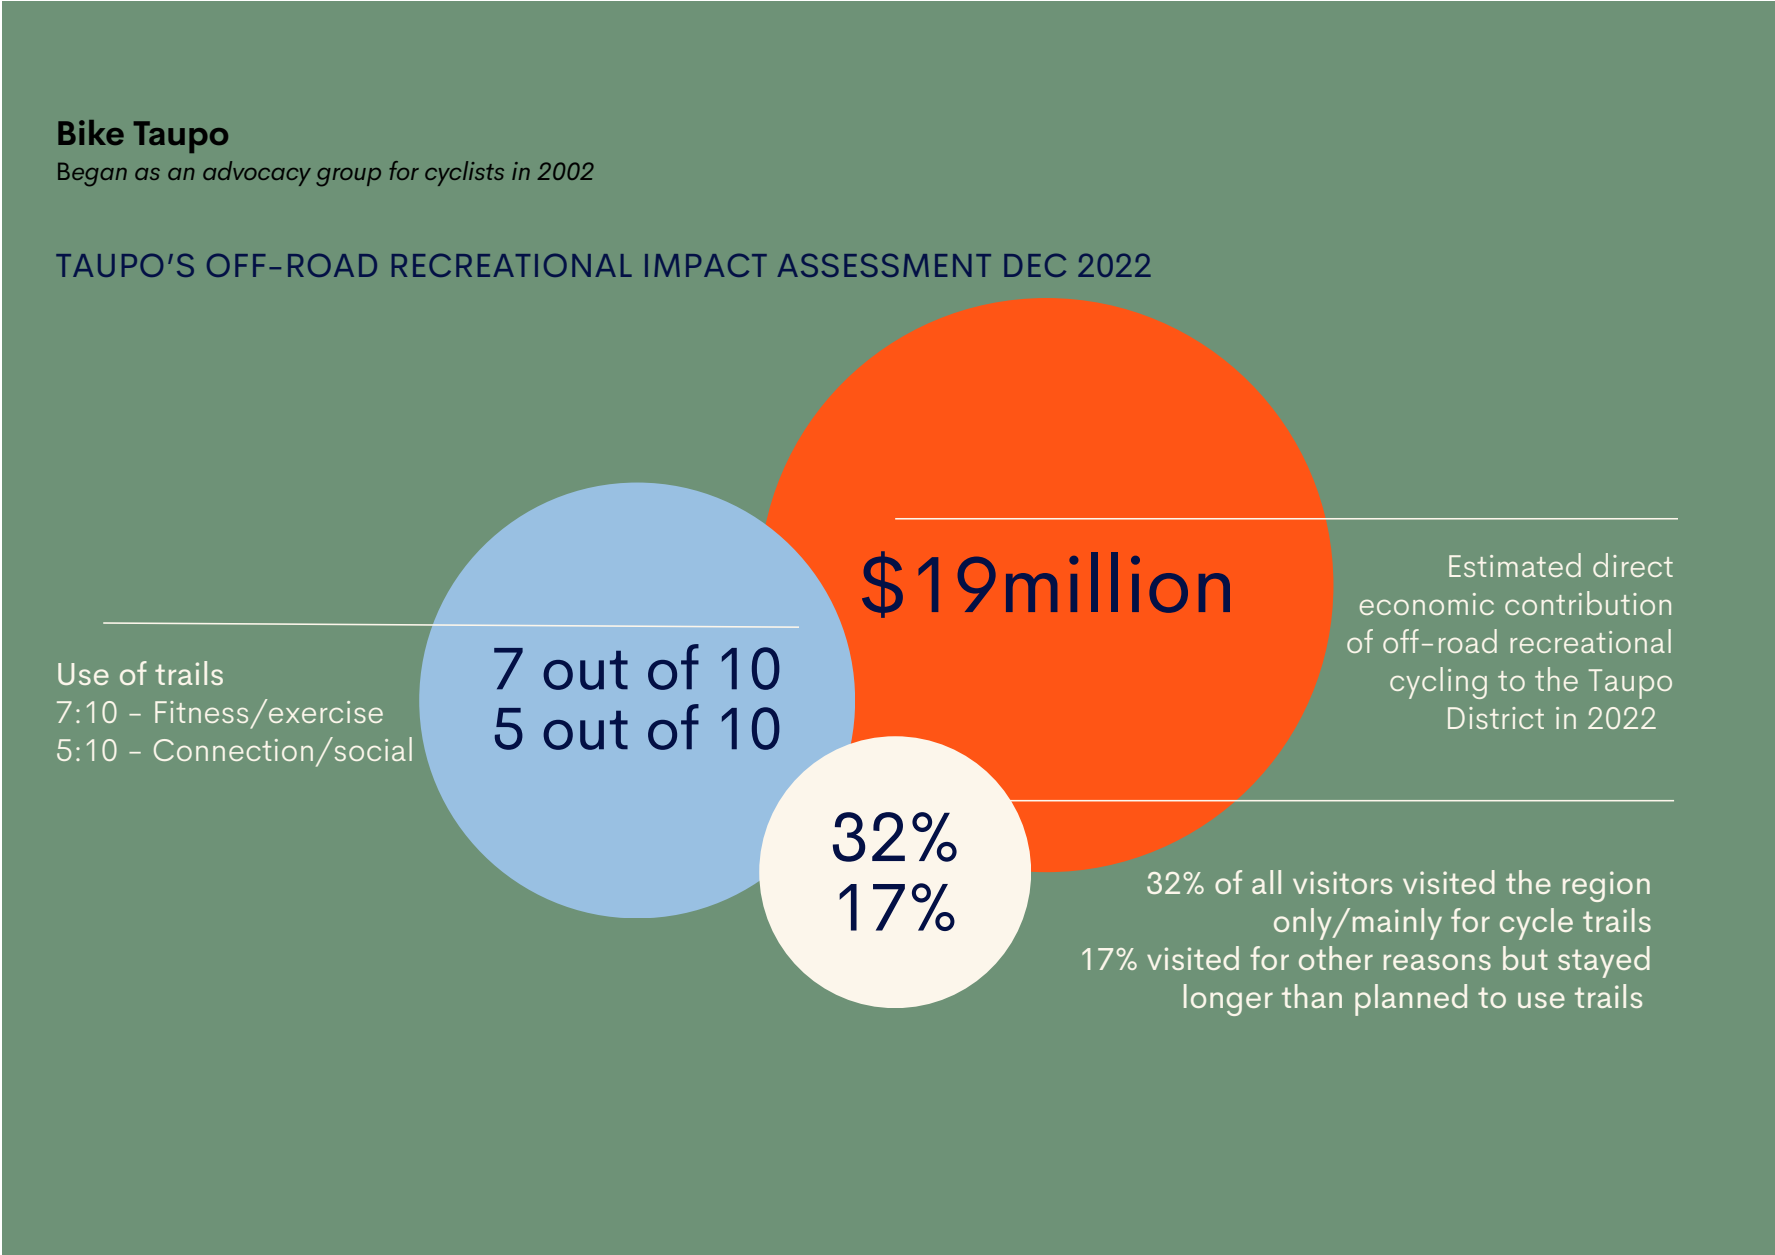 Bike Taupo
Began as an advocacy group for cyclists in 2002
TAUPO'S OFF-ROAD RECREATIONAL IMPACT ASSESSMENT DEC 2022
$19million
Estimated direct
economic contribution
of off-road recreational
cycling to the Taupo
District in 2022
Use of trails
7:10 - Fitness/exercise
5:10 - Connection/social
7 out of 10
5 out of 10
32%
17%
32% of all visitors visited the region
only/mainly for cycle trails
17% visited for other reasons but stayed
longer than planned to use trails